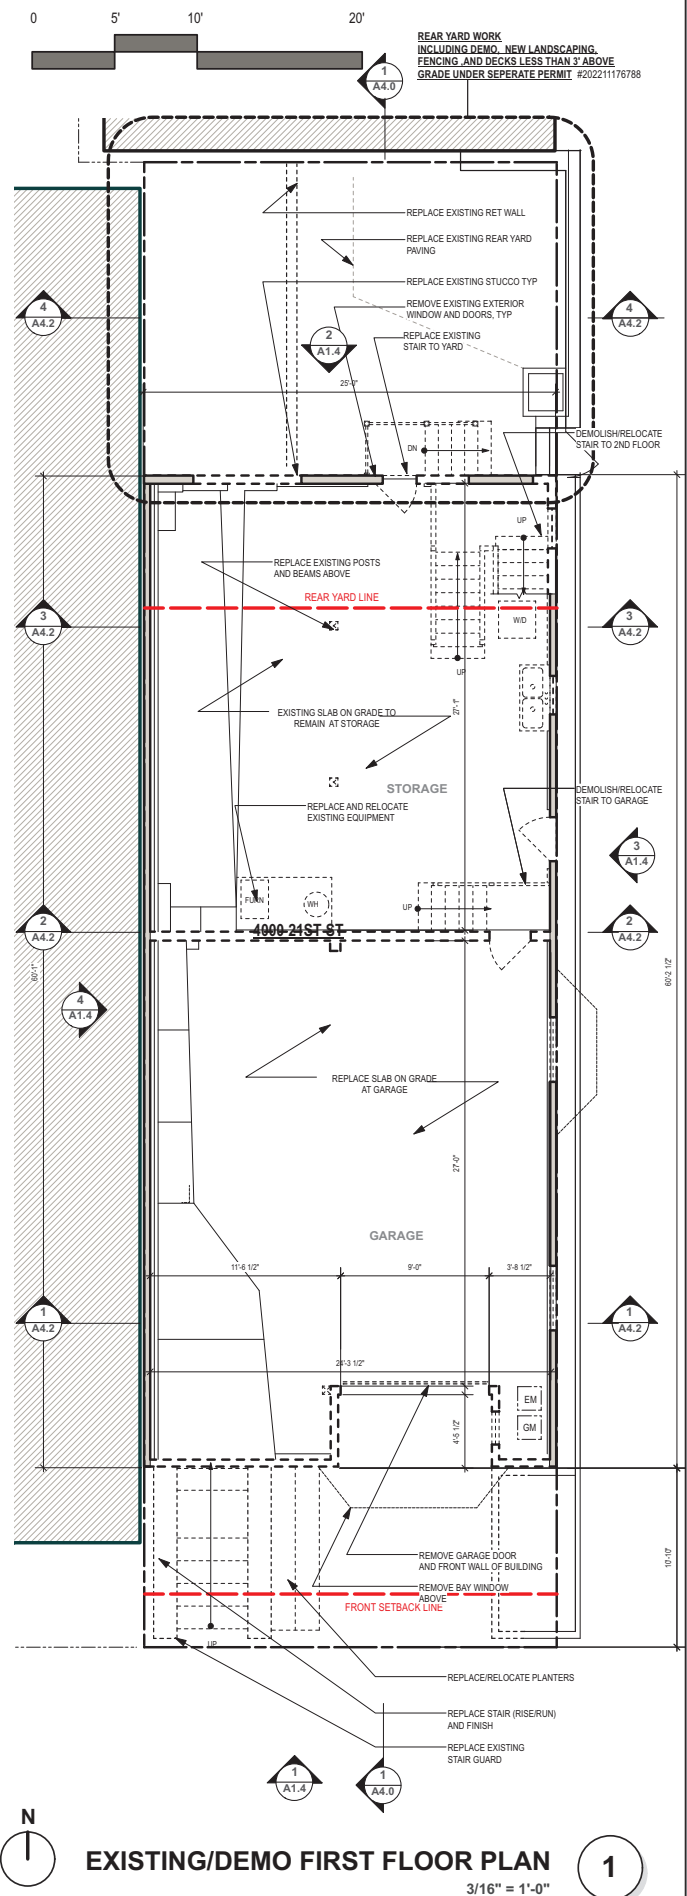 0 5' 10' 20'
REAR YARD WORK
INCLUDING DEMO, NEW LANDSCAPING,
FENCING ,AND DECKS LESS THAN 3' ABOVE
GRADE UNDER SEPERATE PERMIT #202211176788
1
A4.0
REPLACE EXISTING RET WALL
REPLACE EXISTING REAR YARD
PAVING
REPLACE EXISTING STUCCO TYP
REMOVE EXISTING EXTERIOR
WINDOW AND DOORS, TYP
REPLACE EXISTING
STAIR TO YARD
4
A4.2
4
A4.2
2
A1.4
25'-0"
DN
DEMOLISH/RELOCATE
STAIR TO 2ND FLOOR
UP
REPLACE EXISTING POSTS
AND BEAMS ABOVE
REAR YARD LINE
3
A4.2
3
A4.2
W/D
UP
EXISTING SLAB ON GRADE TO
REMAIN AT STORAGE
27'-1"
STORAGE
REPLACE AND RELOCATE
EXISTING EQUIPMENT
DEMOLISH/RELOCATE
STAIR TO GARAGE
3
A1.4
FURN
WH
UP
4000 21ST ST
2
A4.2
2
A4.2
60'-1"
60'-2 1/2"
4
A1.4
REPLACE SLAB ON GRADE
AT GARAGE
27'-0"
GARAGE
11'-6 1/2" 9'-0" 3'-8 1/2"
1
A4.2
1
A4.2
24'-3 1/2"
EM
GM
4'-5 1/2"
REMOVE GARAGE DOOR
AND FRONT WALL OF BUILDING
REMOVE BAY WINDOW
ABOVE
10'-10"
FRONT SETBACK LINE
UP
REPLACE/RELOCATE PLANTERS
REPLACE STAIR (RISE/RUN)
AND FINISH
REPLACE EXISTING
STAIR GUARD
1
A1.4
1
A4.0
N
EXISTING/DEMO FIRST FLOOR PLAN
1
3/16" = 1'-0"